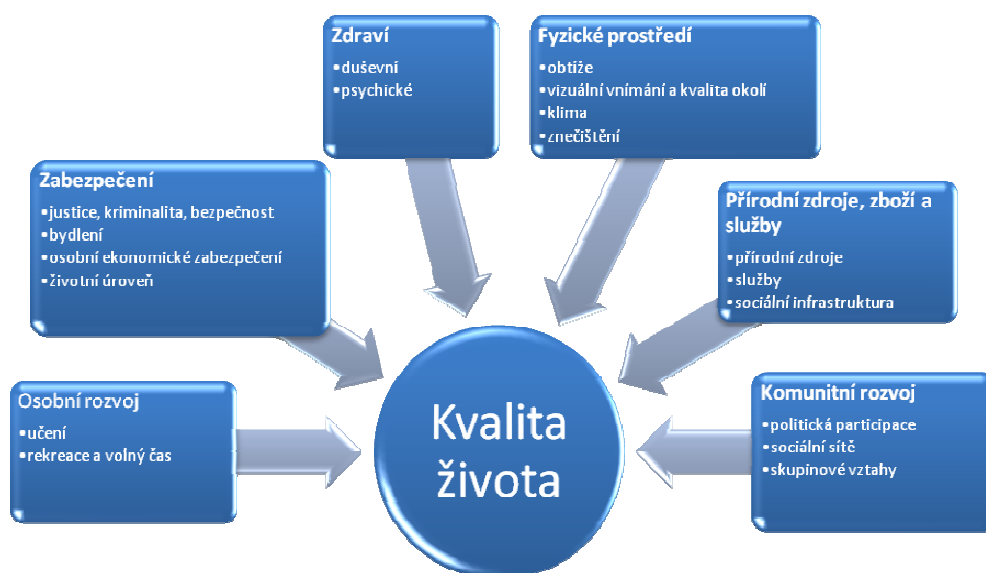 Zdraví
•duševní
•psychické
Fyzické prostředí
•obtíže
•vizuální vnímání a kvalita okolí
•klima
•znečištění
Zabezpečení
•justice, kriminalita, bezpečnost
•bydlení
•osobní ekonomické zabezpečení
•životní úroveň
Přírodní zdroje, zboží a
služby
•přírodní zdroje
•služby
•sociální infrastruktura
Osobní rozvoj
•učení
•rekreace a volný čas
Kvalita
života
Komunitní rozvoj
•politická participace
•sociální sítě
•skupinové vztahy